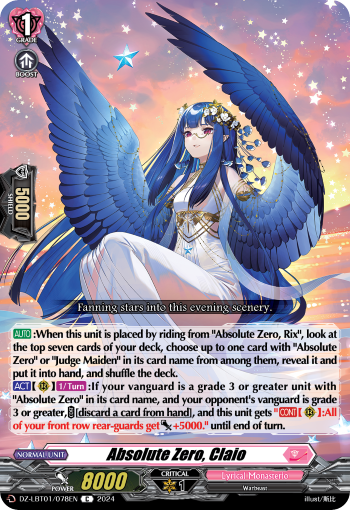 1
GRADE
BOOST
5000
SHIELD
Fanning stars into this evening scenery.
AUTO:When this unit is placed by riding from "Absolute Zero, Rix", look at
the top seven cards of your deck, choose up to one card with "Absolute
Zero" or "Judge Maiden" in its card name from among them, reveal it and
put it into hand, and shuffle the deck.
ACT【】1/Turn:If your vanguard is a grade 3 or greater unit with
"Absolute Zero" in its card name, and your opponent's vanguard is grade
3 or greater,[discard a card from hand], and this unit gets "CONT【】:All
of your front row rear-guards get +5000." until end of turn.
NORMAL UNIT
Absolute Zero, Claio
POWER 8000
CRITICAL
1
Lyrical Monasterio
Warbeast
D DZ-LBT01/078EN C 2024
illust/斯比